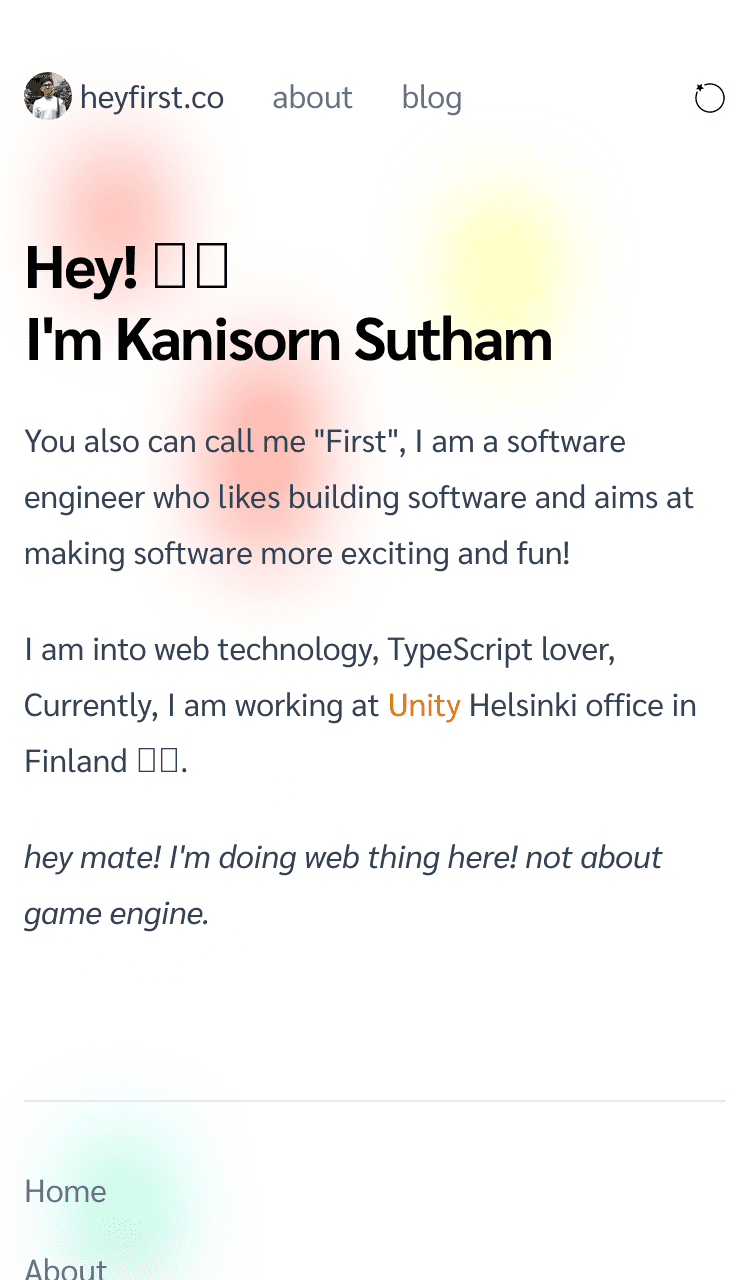 heyfirst.co about blog
Hey!
I'm Kanisorn Sutham
You also can call me "First", I am a software
engineer who likes building software and aims at
making software more exciting and fun!
I am into web technology, TypeScript lover,
Currently, I am working at Unity Helsinki office in
Finland .
hey mate! I'm doing web thing here! not about
game engine.
Home
About